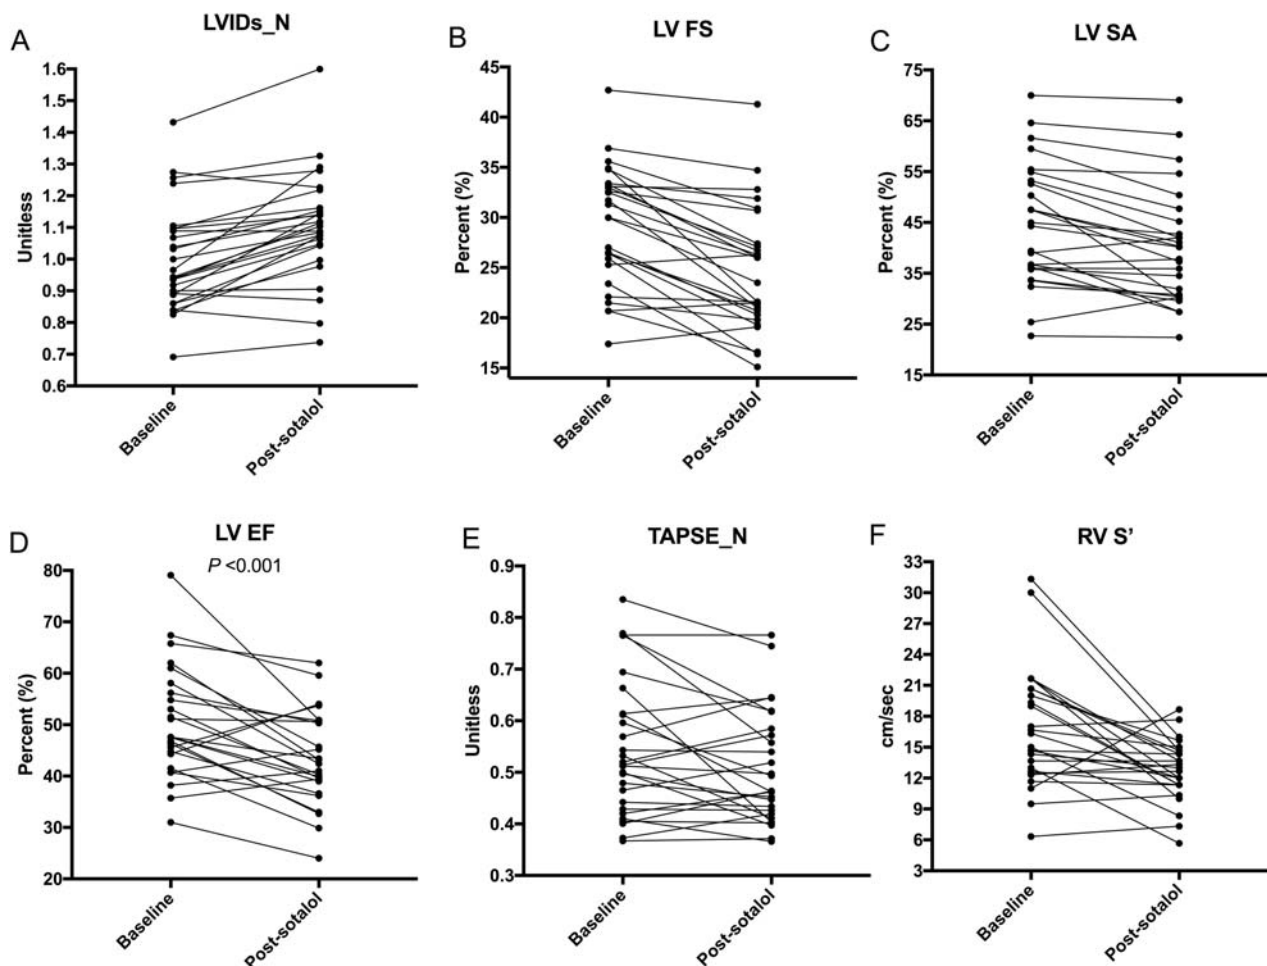 A
LVIDs_N
Unitless
1.6
1.5
1.4
1.3
1.2
1.1
1.0
0.9
0.8
0.7
0.6
Baseline
Post-sotalol
B
LV FS
Percent (%)
45
40
35
30
25
20
15
Baseline
Post-sotalol
C
LV SA
Percent (%)
75
65
55
45
35
25
15
Baseline
Post-sotalol
D
LV EF
P <0.001
Percent (%)
80
70
60
50
40
30
20
Baseline
Post-sotalol
E
TAPSE_N
Unitless
0.9
0.8
0.7
0.6
0.5
0.4
0.3
Baseline
Post-sotalol
F
RV S’
cm/sec
33
30
27
24
21
18
15
12
9
6
3
Baseline
Post-sotalol